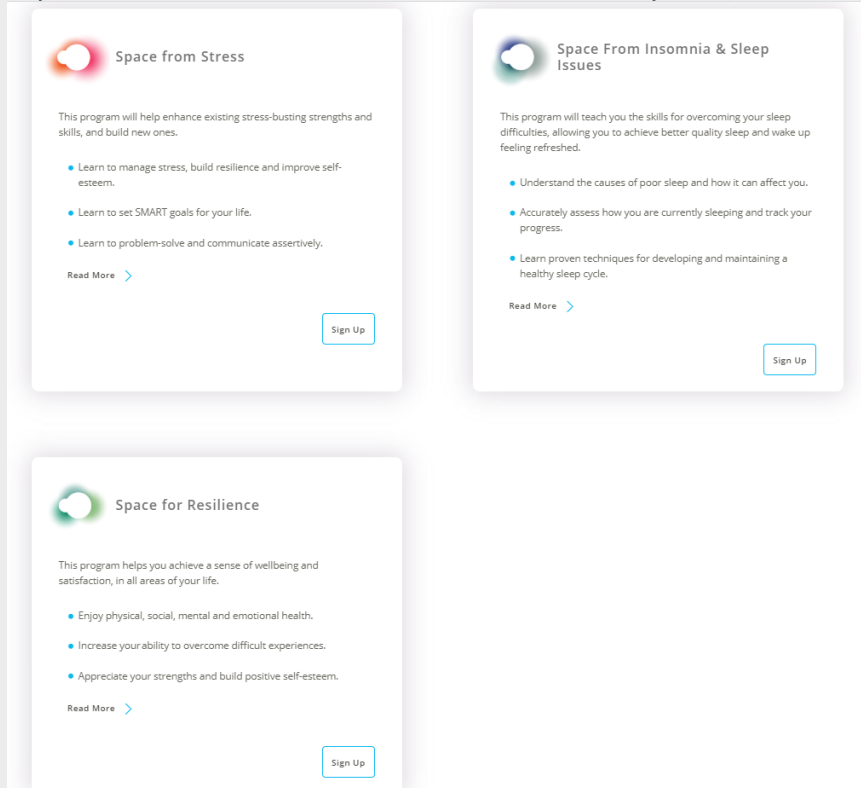 Space from Stress
This program will help enhance existing stress-busting strengths and
skills, and build new ones.
Learn to manage stress, build resilience and improve self-
esteem.
Learn to set SMART goals for your life.
Learn to problem-solve and communicate assertively.
Read More
Sign Up
Space From Insomnia & Sleep
Issues
This program will teach you the skills for overcoming your sleep
difficulties, allowing you to achieve better quality sleep and wake up
feeling refreshed.
Understand the causes of poor sleep and how it can affect you.
Accurately assess how you are currently sleeping and track your
progress.
Learn proven techniques for developing and maintaining a
healthy sleep cycle.
Read More
Sign Up
Space for Resilience
This program helps you achieve a sense of wellbeing and
satisfaction, in all areas of your life.
Enjoy physical, social, mental and emotional health.
Increase your ability to overcome difficult experiences.
Appreciate your strengths and build positive self-esteem.
Read More
Sign Up